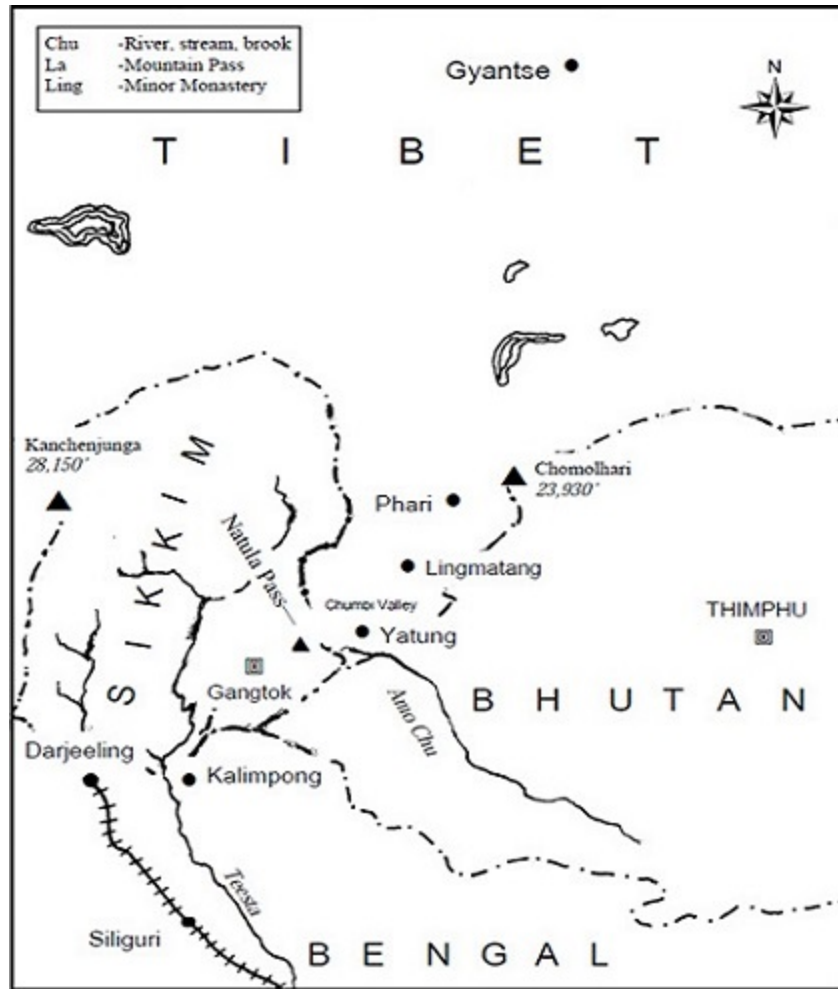 Chu -River, stream, brook
La -Mountain Pass
Ling -Minor Monastery
Gyantse
N
T I B E T
Kanchenjunga
28,150'
SIKKIM
Natula Pass
Chomolhari
23,930'
Phari
Lingmatang
Chumbi Valley
Yatung
THIMPHU
Gangtok
Amo Chu
B H U T A N
Darjeeling
Kalimpong
Teesta
Siliguri
B E N G A L